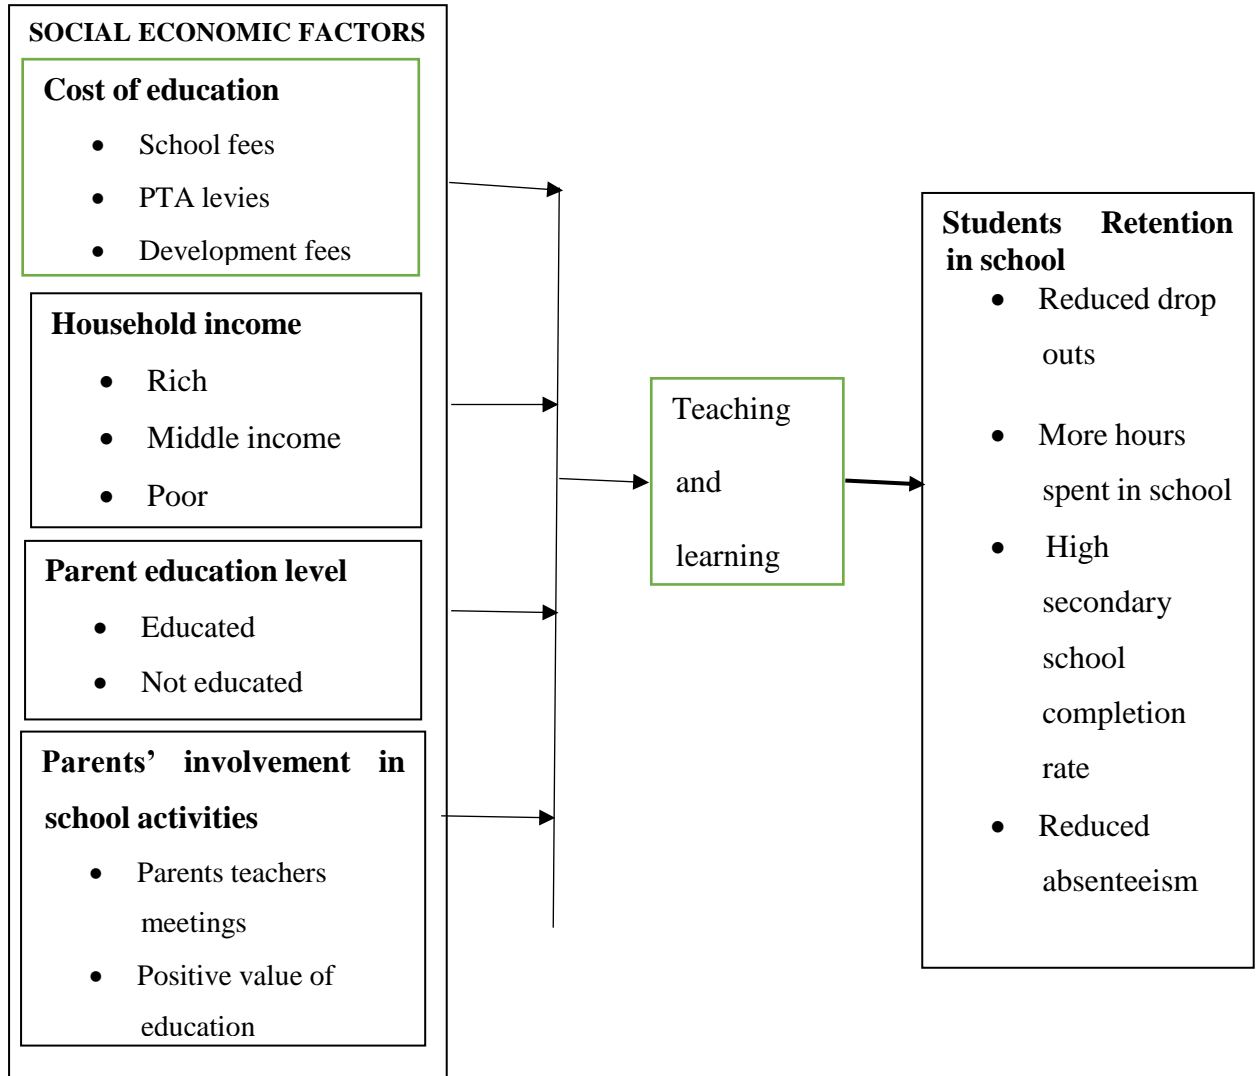 SOCIAL ECONOMIC FACTORS
Cost of education
• School fees
• PTA levies
• Development fees
Household income
• Rich
• Middle income
• Poor
Parent education level
• Educated
• Not educated
Parents’ involvement in
school activities
• Parents teachers
meetings
• Positive value of
education
Teaching
and
learning
Students Retention
in school
• Reduced drop
outs
• More hours
spent in school
• High
secondary
school
completion
rate
• Reduced
absenteeism